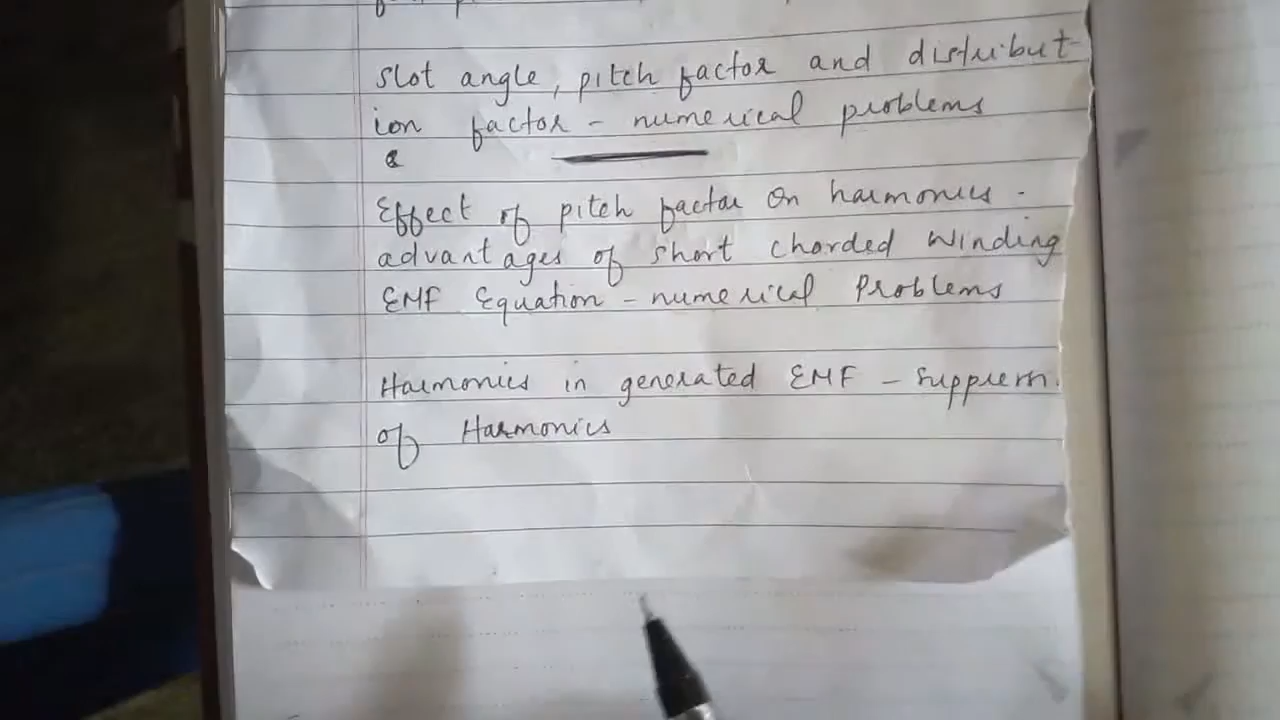 slot angle, pitch factor and distribut-
ion factor - numerical problems
Effect of pitch factor on harmonics -
advantages of short chorded winding
EMF Equation - numerical Problems
Harmonics in generated EMF - Supprem.
of Harmonics